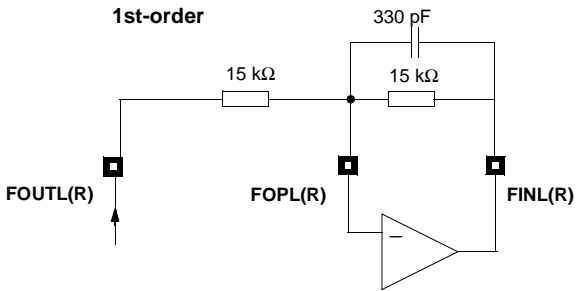 1st-order
330 pF
15 kΩ
15 kΩ
FOUTL(R)
FOPL(R)
FINL(R)